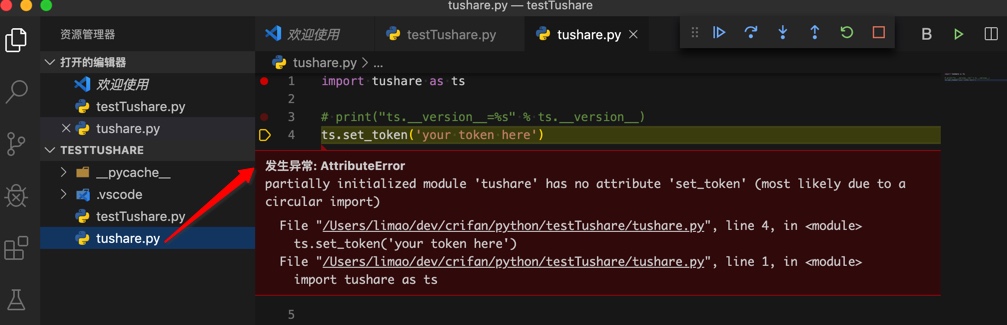 tushare.py — testTushare
资源管理器
欢迎使用
testTushare.py
tushare.py
B
打开的编辑器
欢迎使用
testTushare.py
tushare.py
TESTTUSHARE
__pycache__
.vscode
testTushare.py
tushare.py
tushare.py > ...
1 import tushare as ts
2
3 # print("ts.__version__=%s" % ts.__version__)
4 ts.set_token('your token here')
发生异常: AttributeError
partially initialized module 'tushare' has no attribute 'set_token' (most likely due to a
circular import)
File "/Users/limao/dev/crifan/python/testTushare/tushare.py", line 4, in <module>
ts.set_token('your token here')
File "/Users/limao/dev/crifan/python/testTushare/tushare.py", line 1, in <module>
import tushare as ts
5